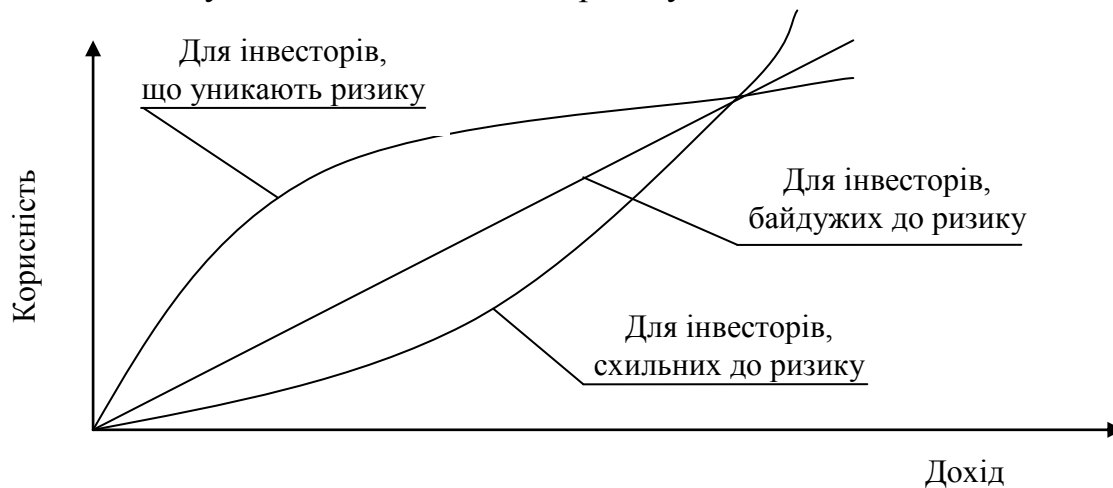 Для інвесторів,
що уникають ризику
Корисність
Для інвесторів,
байдужих до ризику
Для інвесторів,
схильних до ризику
Дохід